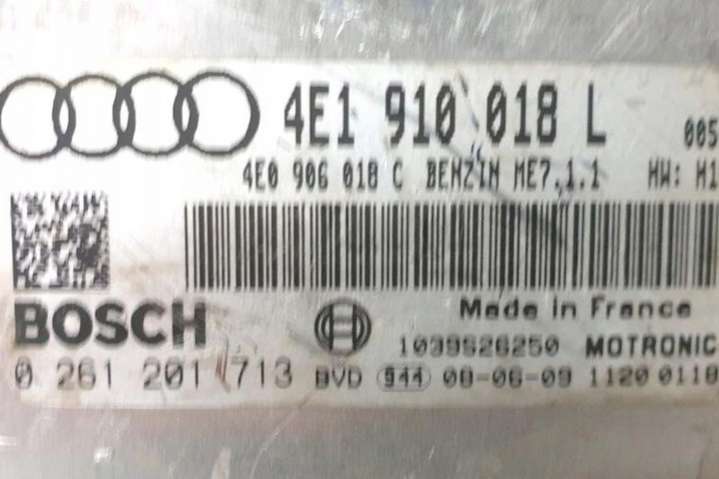 4E1 910 018 L 005
4E0 906 018 C BENZIN ME7.1.1 HW: H1
Made in France
BOSCH
1039S26250 MOTRONIC
0 261 201 713 BVD 944 08-06-09 1120 0118